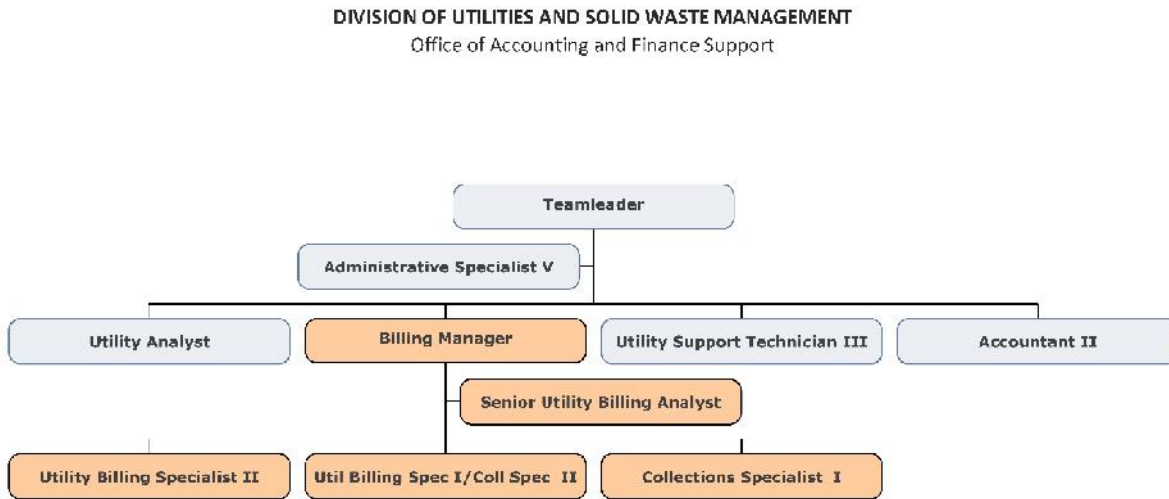 DIVISION OF UTILITIES AND SOLID WASTE MANAGEMENT
Office of Accounting and Finance Support
Teamleader
Administrative Specialist V
Utility Analyst
Billing Manager
Utility Support Technician III
Accountant II
Senior Utility Billing Analyst
Utility Billing Specialist II
Util Billing Spec I/Coll Spec II
Collections Specialist I